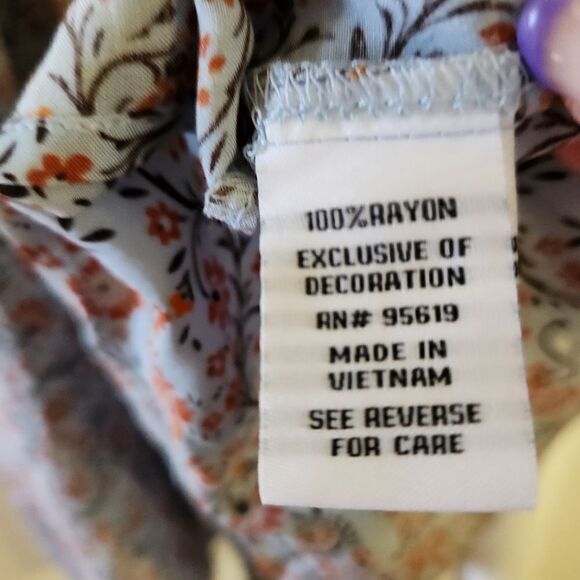 100%RAYON
EXCLUSIVE OF
DECORATION
RN# 95619
MADE IN
VIETNAM
SEE REVERSE
FOR CARE